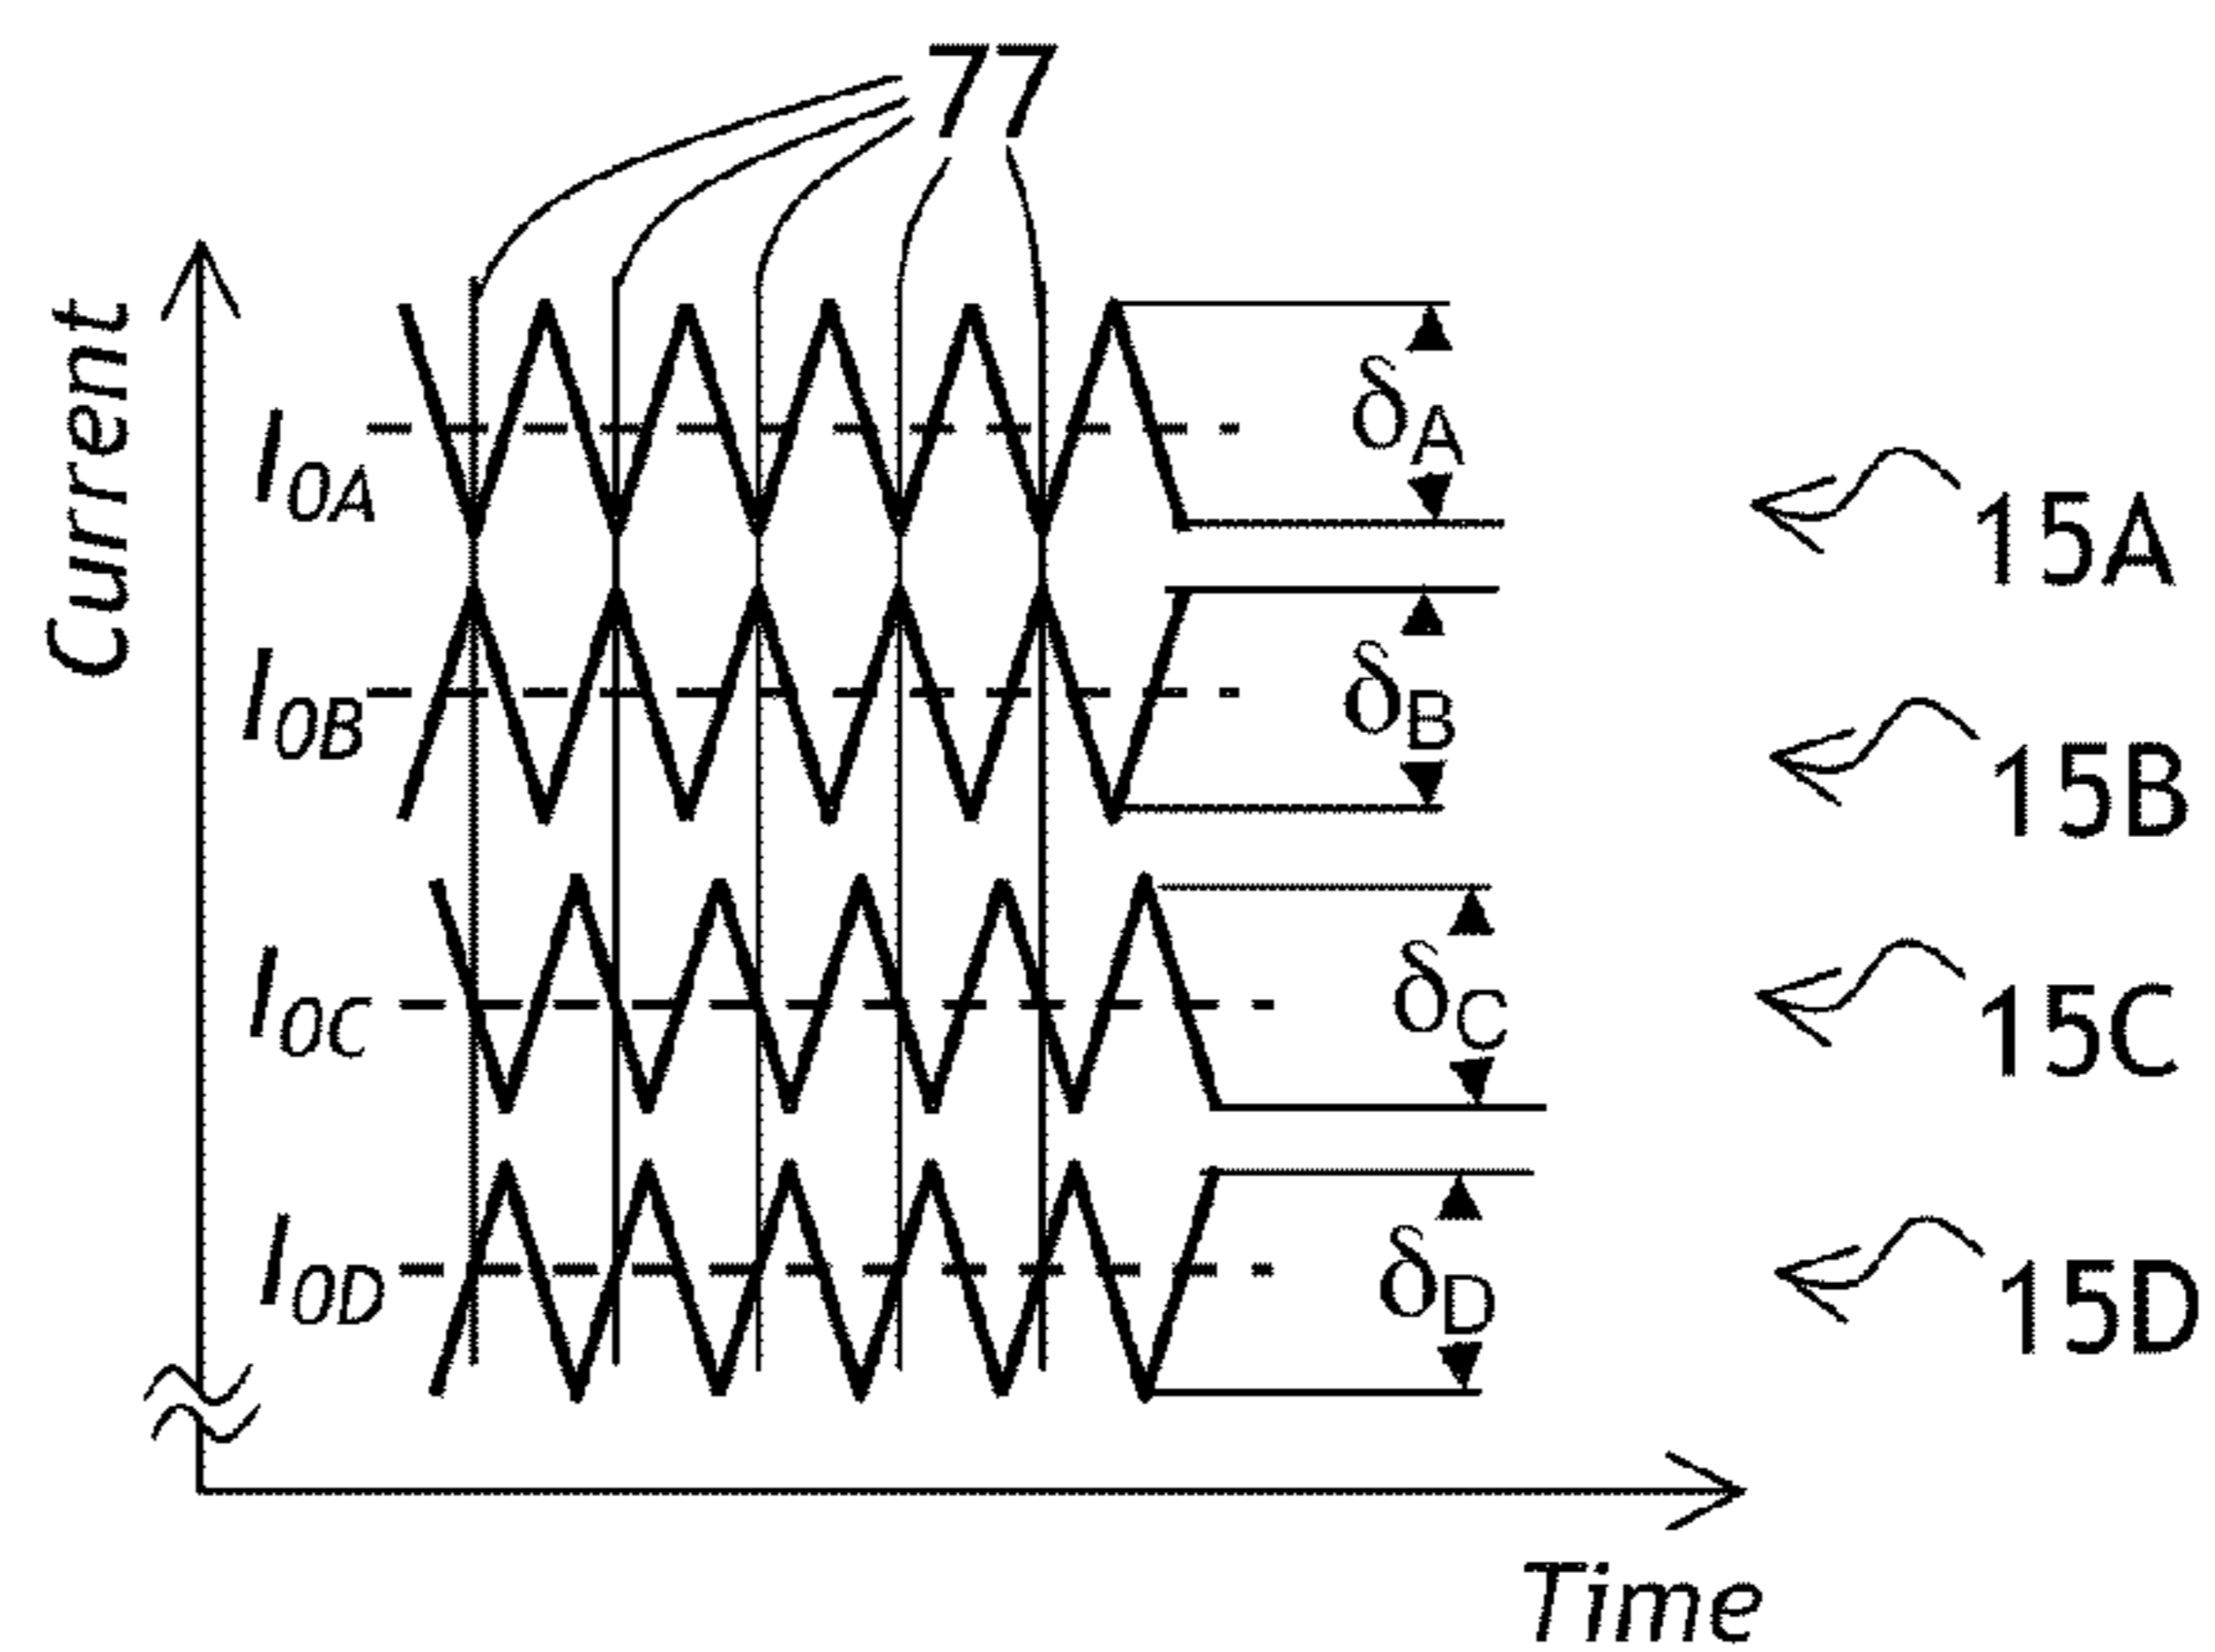 77
Current
I0A
δA
15A
I0B
δB
15B
I0C
δC
15C
I0D
δD
15D
Time